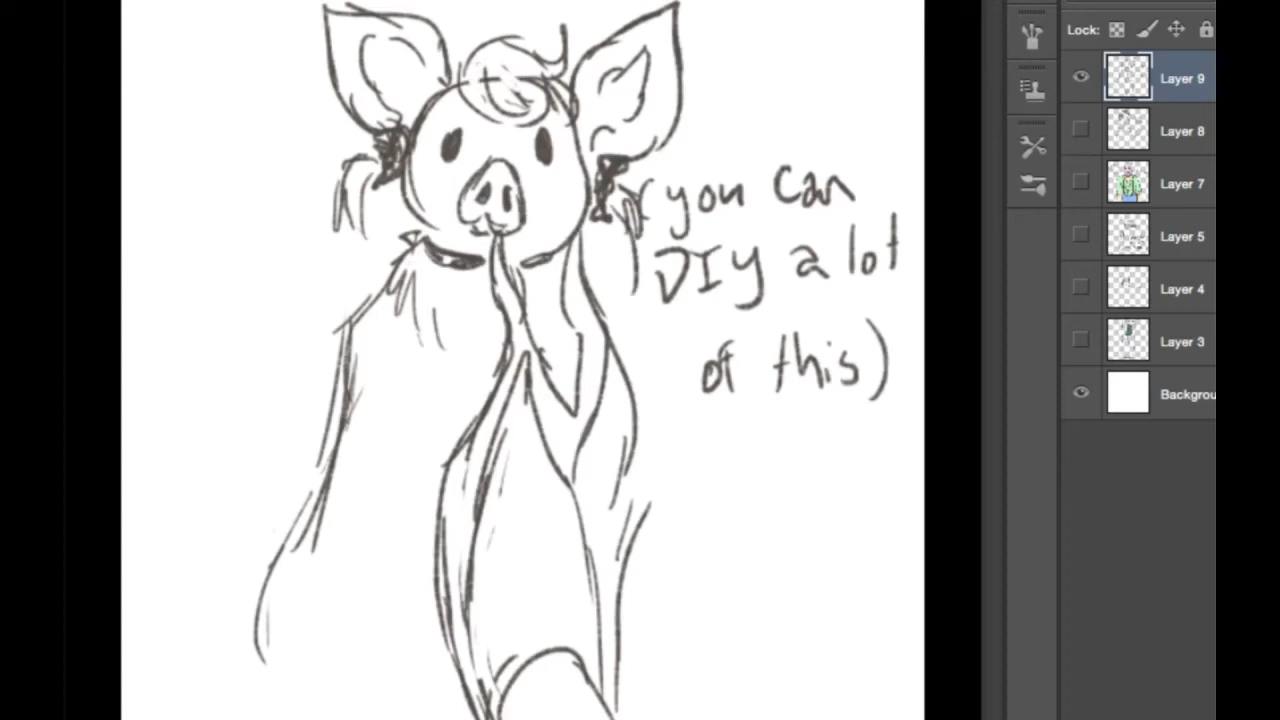 (you can
DIY a lot
of this)
Lock:
Layer 9
Layer 8
Layer 7
Layer 5
Layer 4
Layer 3
Backgrou